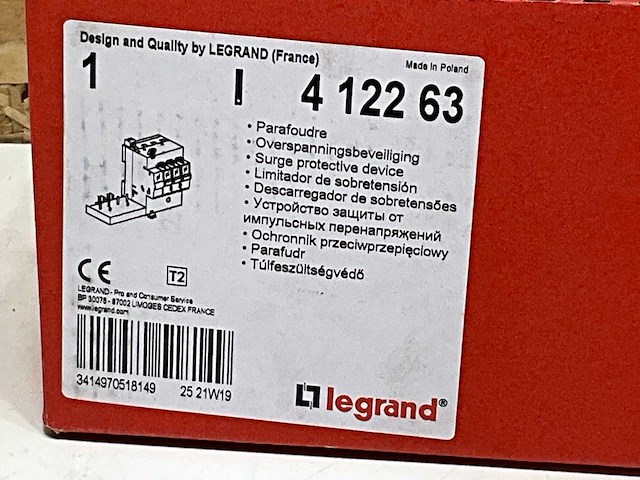 Design and Quality by LEGRAND (France)
Made in Poland
1
4 122 63
• Parafoudre
• Overspanningsbeveiliging
• Surge protective device
• Limitador de sobretensión
• Descarregador de sobretensões
• Устройство защиты от
импульсных перенапряжений
• Ochronnik przeciwprzepięciowy
• Parafudr
• Túlfeszültségvédő
CE
T2
LEGRAND - Pro and Consumer Service
BP 30076 - 87002 LIMOGES CEDEX FRANCE
www.legrand.com
3414970518149
25 21W19
legrand®